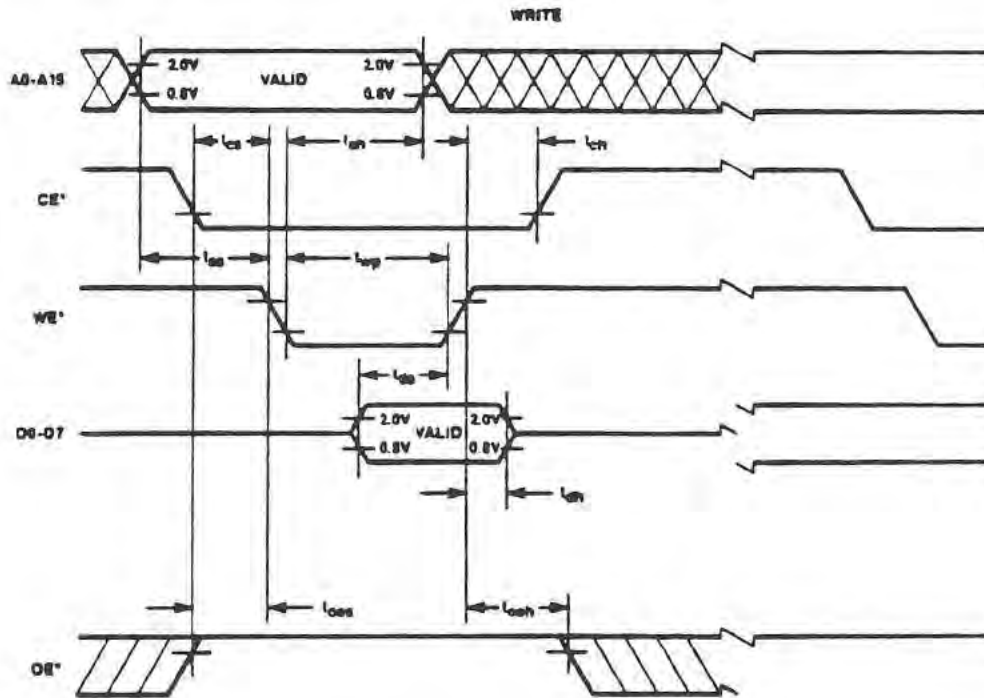 WRITE
A0-A15
2.0V
VALID
2.0V
0.8V
0.8V
tcs
tah
tch
CE*
tas
twp
WE*
tds
D0-D7
2.0V
VALID
2.0V
0.8V
0.8V
tdh
toes
toeh
OE*